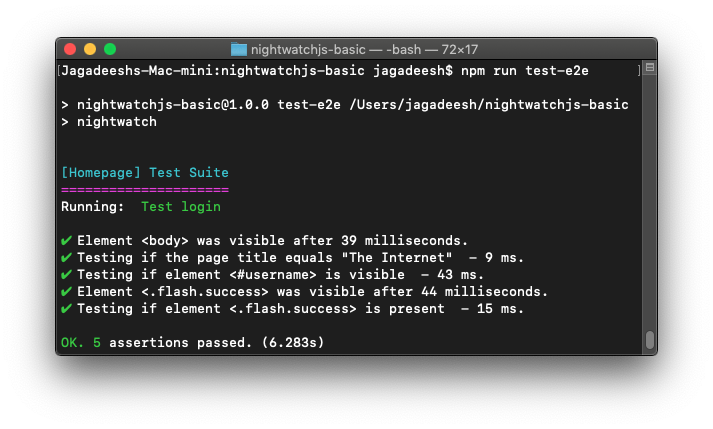 nightwatchjs-basic — -bash — 72×17
[Jagadeeshs-Mac-mini:nightwatchjs-basic jagadeesh$ npm run test-e2e ]
> nightwatchjs-basic@1.0.0 test-e2e /Users/jagadeesh/nightwatchjs-basic
> nightwatch
[Homepage] Test Suite
=====================
Running:  Test login
✔ Element <body> was visible after 39 milliseconds.
✔ Testing if the page title equals "The Internet"  - 9 ms.
✔ Testing if element <#username> is visible  - 43 ms.
✔ Element <.flash.success> was visible after 44 milliseconds.
✔ Testing if element <.flash.success> is present  - 15 ms.
OK. 5 assertions passed. (6.283s)